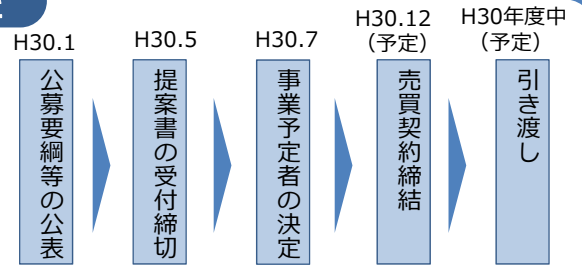 H30.1
公募要綱等の公表
H30.5
提案書の受付締切
H30.7
事業予定者の決定
H30.12
（予定）
売買契約締結
H30年度中
（予定）
引き渡し